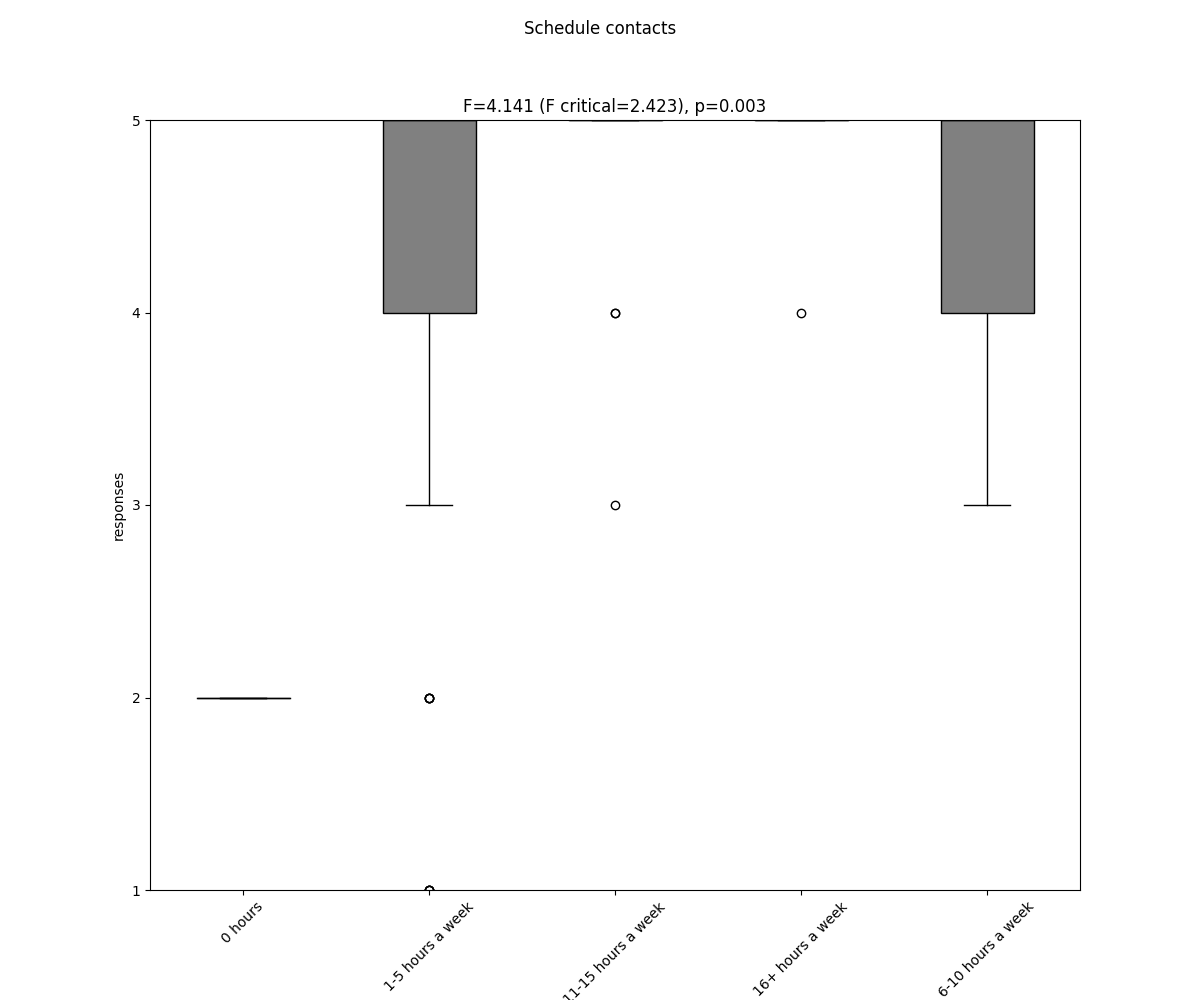 Schedule contacts
F=4.141 (F critical=2.423), p=0.003
5
4
3
2
1
responses
0 hours
1-5 hours a week
11-15 hours a week
16+ hours a week
6-10 hours a week